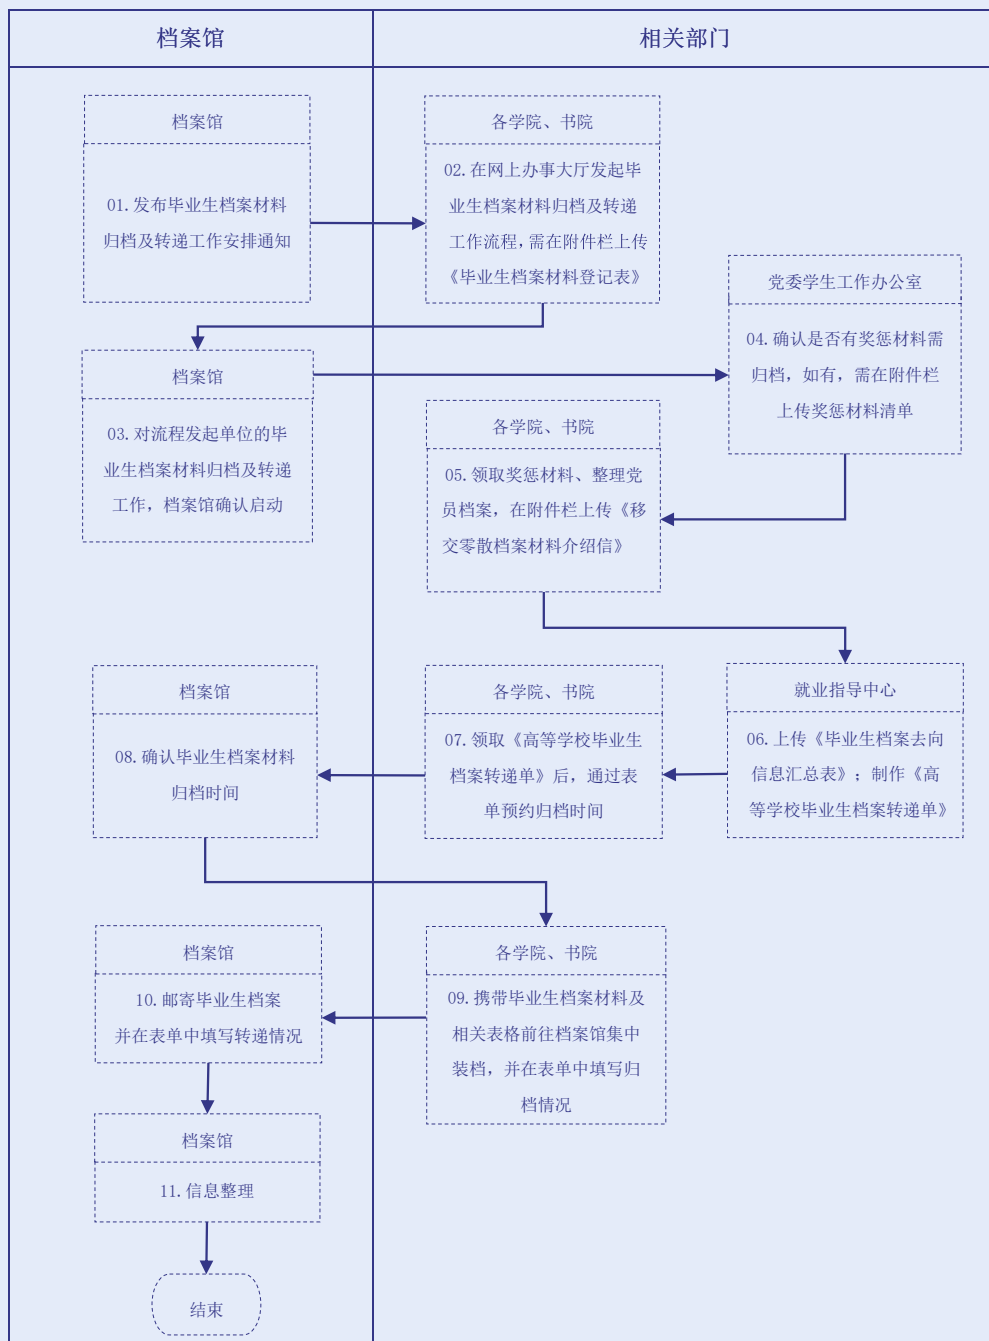 档案馆
相关部门
档案馆
01.发布毕业生档案材料
归档及转递工作安排通知
各学院、书院
02.在网上办事大厅发起毕
业生档案材料归档及转递
工作流程,需在附件栏上传
《毕业生档案材料登记表》
档案馆
03.对流程发起单位的毕
业生档案材料归档及转递
工作，档案馆确认启动
党委学生工作办公室
04.确认是否有奖惩材料需
归档，如有，需在附件栏
上传奖惩材料清单
各学院、书院
05.领取奖惩材料、整理党
员档案，在附件栏上传《移
交零散档案材料介绍信》
就业指导中心
06.上传《毕业生档案去向
信息汇总表》；制作《高
等学校毕业生档案转递单》
各学院、书院
07.领取《高等学校毕业生
档案转递单》后，通过表
单预约归档时间
档案馆
08.确认毕业生档案材料
归档时间
各学院、书院
09.携带毕业生档案材料及
相关表格前往档案馆集中
装档，并在表单中填写归
档情况
档案馆
10.邮寄毕业生档案
并在表单中填写转递情况
档案馆
11.信息整理
结束